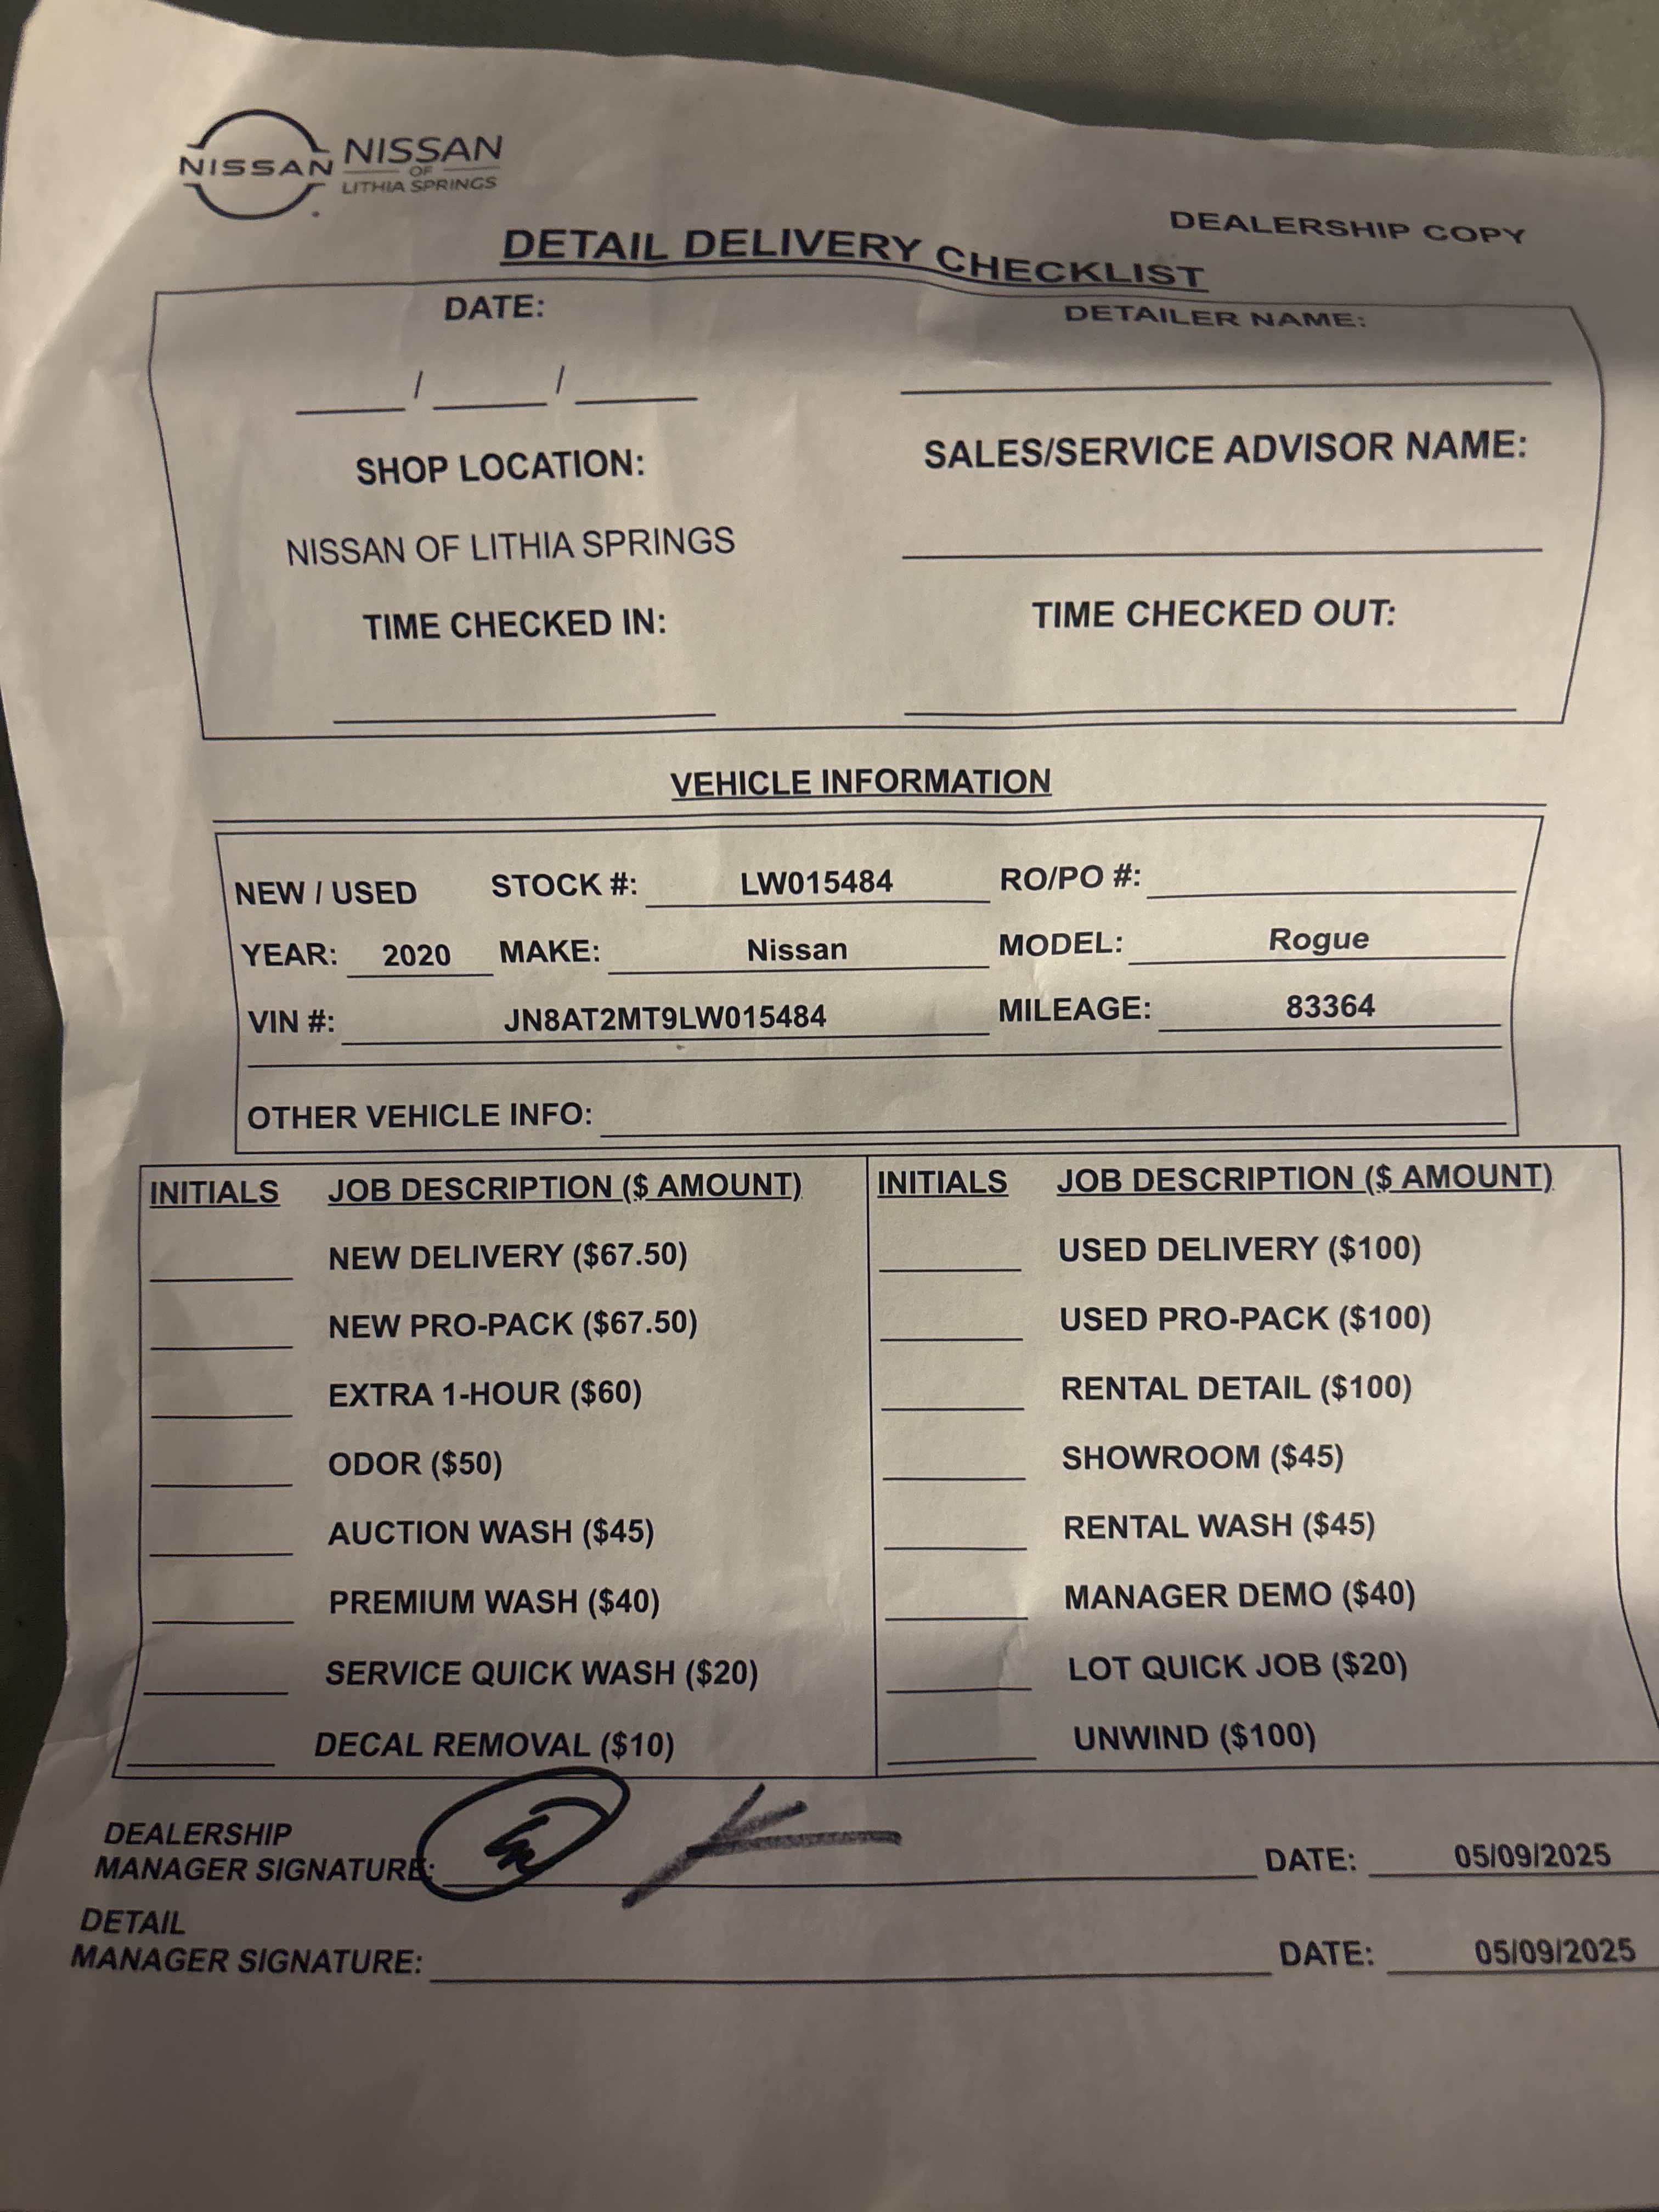 NISSAN
NISSAN
OF
LITHIA SPRINGS
DEALERSHIP COPY
DETAIL DELIVERY CHECKLIST
DATE: DETAILER NAME:
____/____/____ ____________________
SHOP LOCATION: SALES/SERVICE ADVISOR NAME:
NISSAN OF LITHIA SPRINGS ____________________
TIME CHECKED IN: TIME CHECKED OUT:
VEHICLE INFORMATION
NEW / USED STOCK #: LW015484 RO/PO #:
YEAR: 2020 MAKE: Nissan MODEL: Rogue
VIN #: JN8AT2MT9LW015484 MILEAGE: 83364
OTHER VEHICLE INFO:
INITIALS JOB DESCRIPTION ($ AMOUNT) INITIALS JOB DESCRIPTION ($ AMOUNT)
NEW DELIVERY ($67.50) USED DELIVERY ($100)
NEW PRO-PACK ($67.50) USED PRO-PACK ($100)
EXTRA 1-HOUR ($60) RENTAL DETAIL ($100)
ODOR ($50) SHOWROOM ($45)
AUCTION WASH ($45) RENTAL WASH ($45)
PREMIUM WASH ($40) MANAGER DEMO ($40)
SERVICE QUICK WASH ($20) LOT QUICK JOB ($20)
DECAL REMOVAL ($10) UNWIND ($100)
DEALERSHIP
MANAGER SIGNATURE: DATE: 05/09/2025
DETAIL
MANAGER SIGNATURE: DATE: 05/09/2025